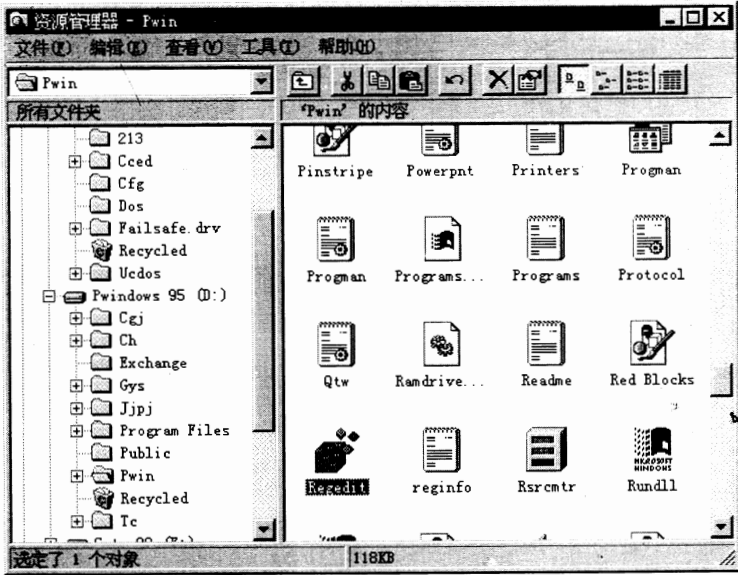 资源管理器 - Pwin
文件(F) 编辑(E) 查看(V) 工具(T) 帮助(H)
Pwin
所有文件夹 'Pwin' 的内容
213
Cced
Cfg
Dos
Failsafe.drv
Recycled
Ucdos
Pwindows 95 (D:)
Cgj
Ch
Exchange
Gys
Jjpj
Program Files
Public
Pwin
Recycled
Tc
Pinstripe Powerpnt Printers Progman
Progman Programs... Programs Protocol
Qtw Ramdrive... Readme Red Blocks
MICROSOFT
WINDOWS
Regedit reginfo Rsrcmtr Rundll
选定了 1 个对象 118KB